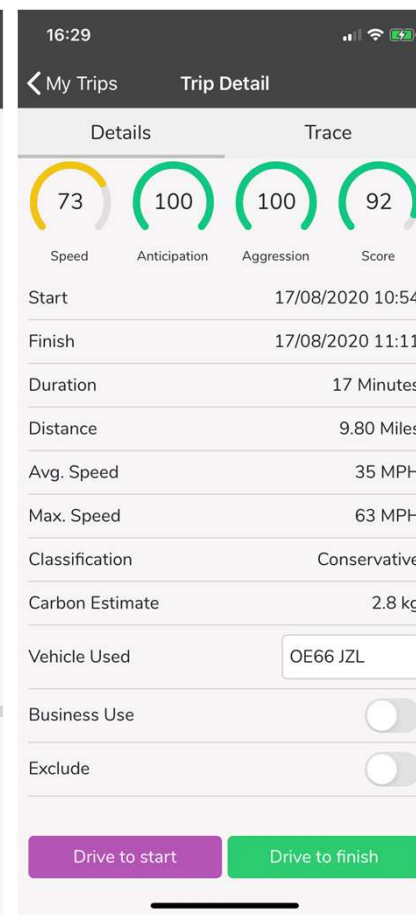 16:29
My Trips Trip Detail
Details Trace
73 100 100 92
Speed Anticipation Aggression Score
Start 17/08/2020 10:54
Finish 17/08/2020 11:11
Duration 17 Minutes
Distance 9.80 Miles
Avg. Speed 35 MPH
Max. Speed 63 MPH
Classification Conservative
Carbon Estimate 2.8 kg
Vehicle Used OE66 JZL
Business Use
Exclude
Drive to start Drive to finish